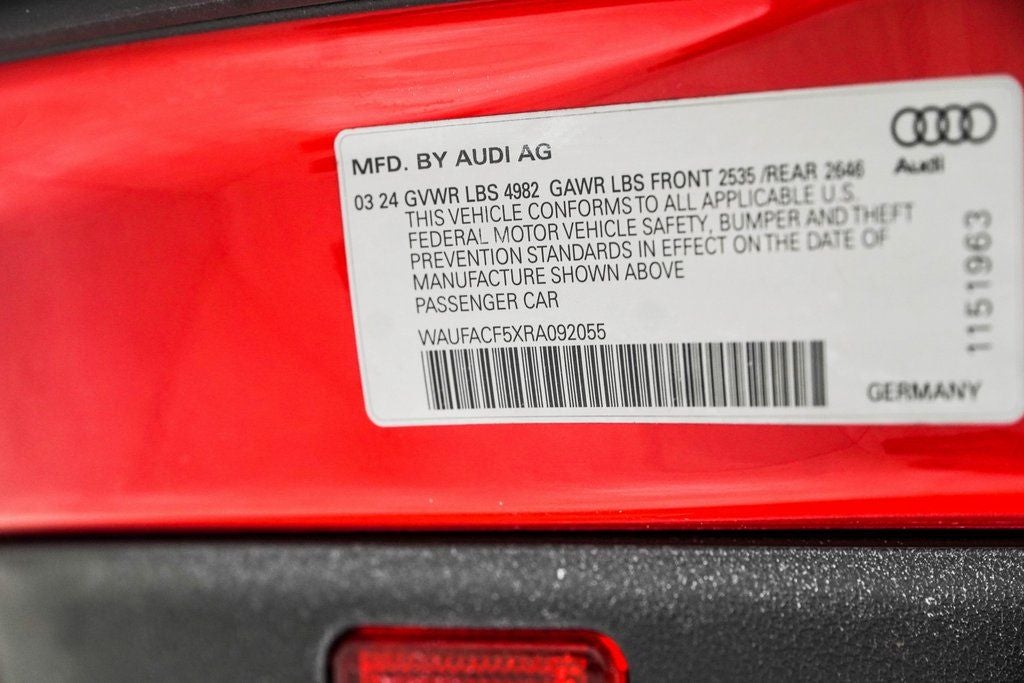 MFD. BY AUDI AG
Audi
03 24 GVWR LBS 4982 GAWR LBS FRONT 2535 /REAR 2646
THIS VEHICLE CONFORMS TO ALL APPLICABLE U.S.
FEDERAL MOTOR VEHICLE SAFETY, BUMPER AND THEFT
PREVENTION STANDARDS IN EFFECT ON THE DATE OF
MANUFACTURE SHOWN ABOVE
PASSENGER CAR
WAUFACF5XRA092055
1151963
GERMANY